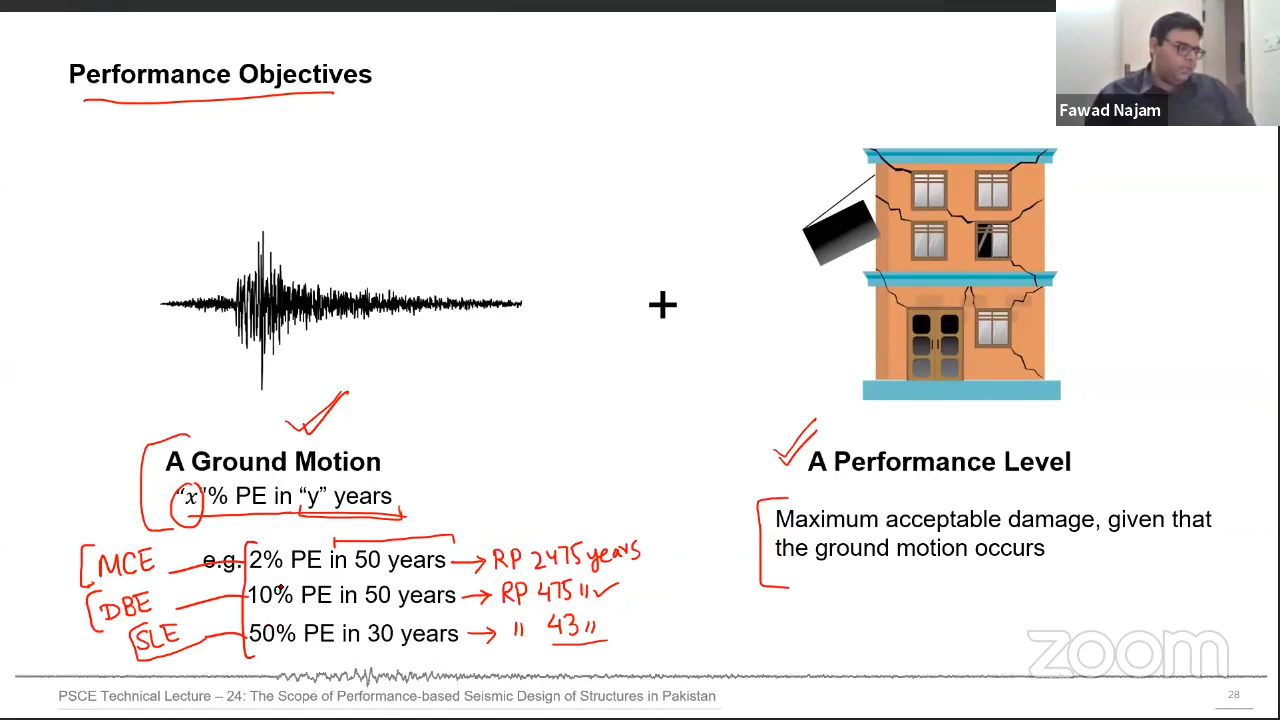 Performance Objectives
Fawad Najam
+
A Ground Motion
“x”% PE in “y” years
MCE e.g. 2% PE in 50 years → RP 2475 years
DBE 10% PE in 50 years → RP 475 〃
SLE 50% PE in 30 years → 〃 43 〃
A Performance Level
Maximum acceptable damage, given that
the ground motion occurs
zoom
PSCE Technical Lecture – 24: The Scope of Performance-based Seismic Design of Structures in Pakistan
28